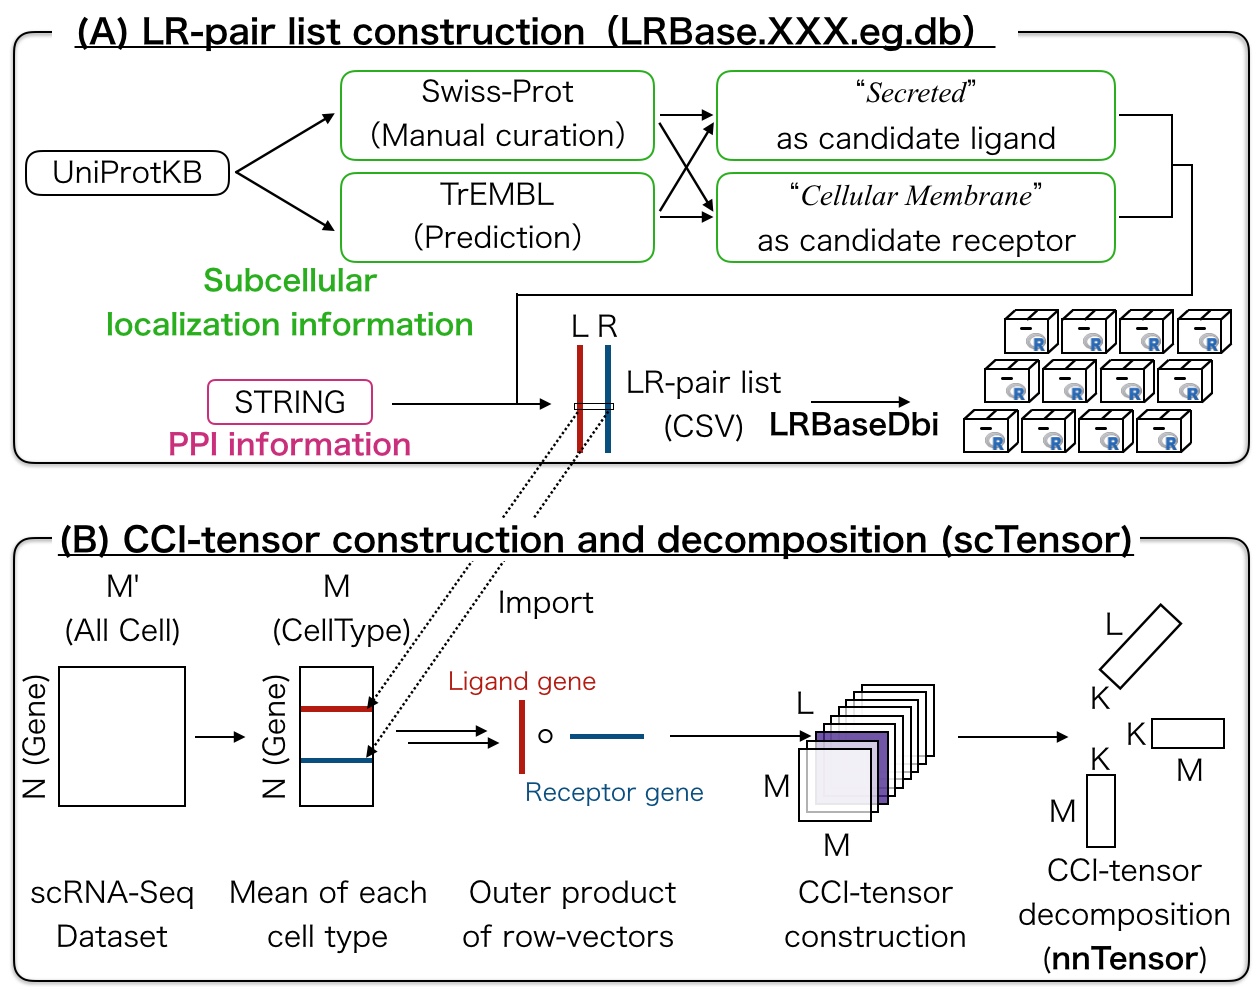 (A) LR-pair list construction (LRBase.XXX.eg.db)
UniProtKB
Swiss-Prot
(Manual curation)
TrEMBL
(Prediction)
“Secreted”
as candidate ligand
“Cellular Membrane”
as candidate receptor
Subcellular
localization information
STRING
PPI information
L R
LR-pair list
(CSV)
LRBaseDbi
R R R R
R R R R
R R R R
(B) CCI-tensor construction and decomposition (scTensor)
M'
(All Cell)
N (Gene)
scRNA-Seq
Dataset
M
(CellType)
N (Gene)
Mean of each
cell type
Import
Ligand gene
Receptor gene
Outer product
of row-vectors
L
M
M
CCI-tensor
construction
L
K
K
M
K
M
CCI-tensor
decomposition
(nnTensor)